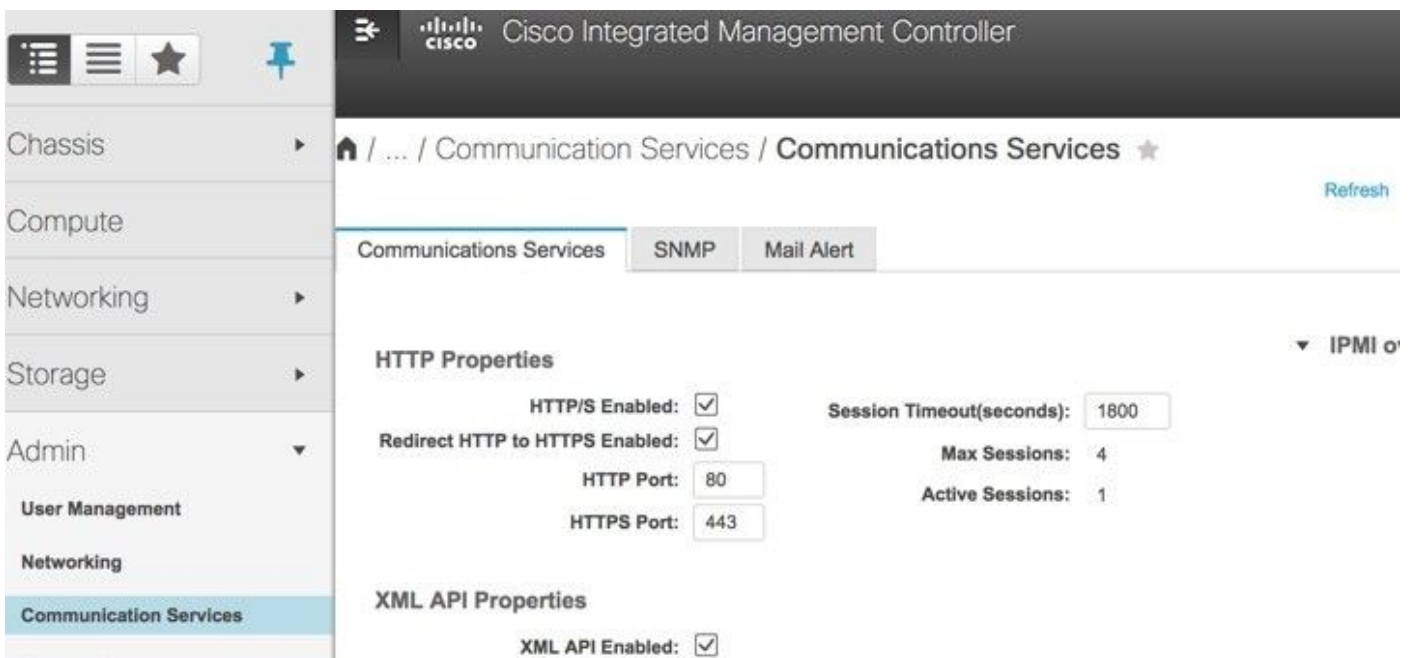 CISCO
Cisco Integrated Management Controller
Chassis
Compute
Networking
Storage
Admin
User Management
Networking
Communication Services
/ ... / Communication Services / Communications Services
Refresh
Communications Services
SNMP
Mail Alert
HTTP Properties
HTTP/S Enabled:
Redirect HTTP to HTTPS Enabled:
HTTP Port: 80
HTTPS Port: 443
Session Timeout(seconds): 1800
Max Sessions: 4
Active Sessions: 1
IPMI
XML API Properties
XML API Enabled: